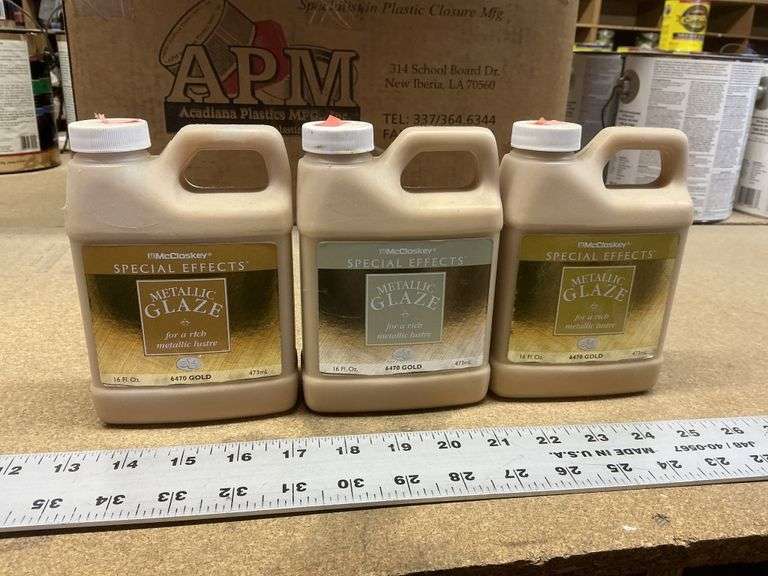 Specialists in Plastic Closure Mfg
APM
Acadiana Plastics MFG
314 School Board Dr.
New Iberia, LA 70560
TEL: 337/364 6344
McCloskey
SPECIAL EFFECTS
METALLIC
GLAZE
for a rich
metallic lustre
16 Fl. Oz.
6470 GOLD
473mL
McCloskey
SPECIAL EFFECTS
METALLIC
GLAZE
for a rich
metallic lustre
16 Fl. Oz.
6470 GOLD
473mL
McCloskey
SPECIAL EFFECTS
METALLIC
GLAZE
for a rich
metallic lustre
16 Fl. Oz.
6470 GOLD
473mL
13 14 15 16 17 18 19 20 21 22 23 24 25 26
MADE IN U.S.A.
J48 / 40-0567
35 34 33 32 31 30 29 28 27 26 25 24 23 22